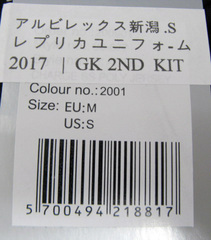 アルビレックス新潟.S
レプリカユニフォーム
2017 | GK 2ND KIT
Colour no.: 2001
Size: EU:M
US:S
5 700494 218817